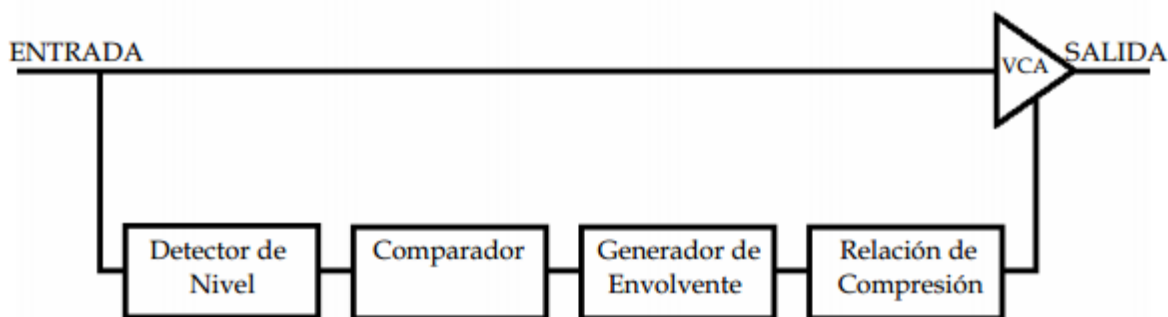 ENTRADA
VCA
SALIDA
Detector de
Nivel
Comparador
Generador de
Envolvente
Relación de
Compresión